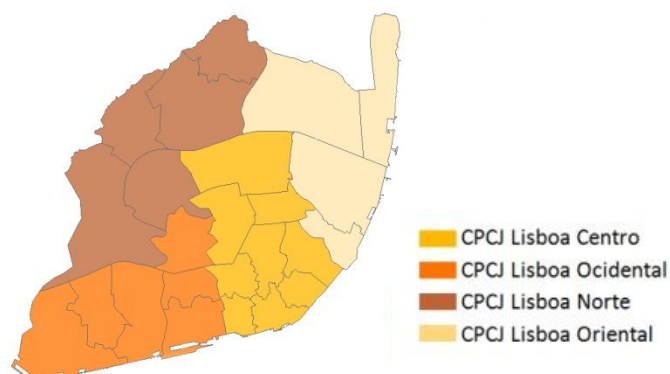 CPCJ Lisboa Centro
CPCJ Lisboa Ocidental
CPCJ Lisboa Norte
CPCJ Lisboa Oriental